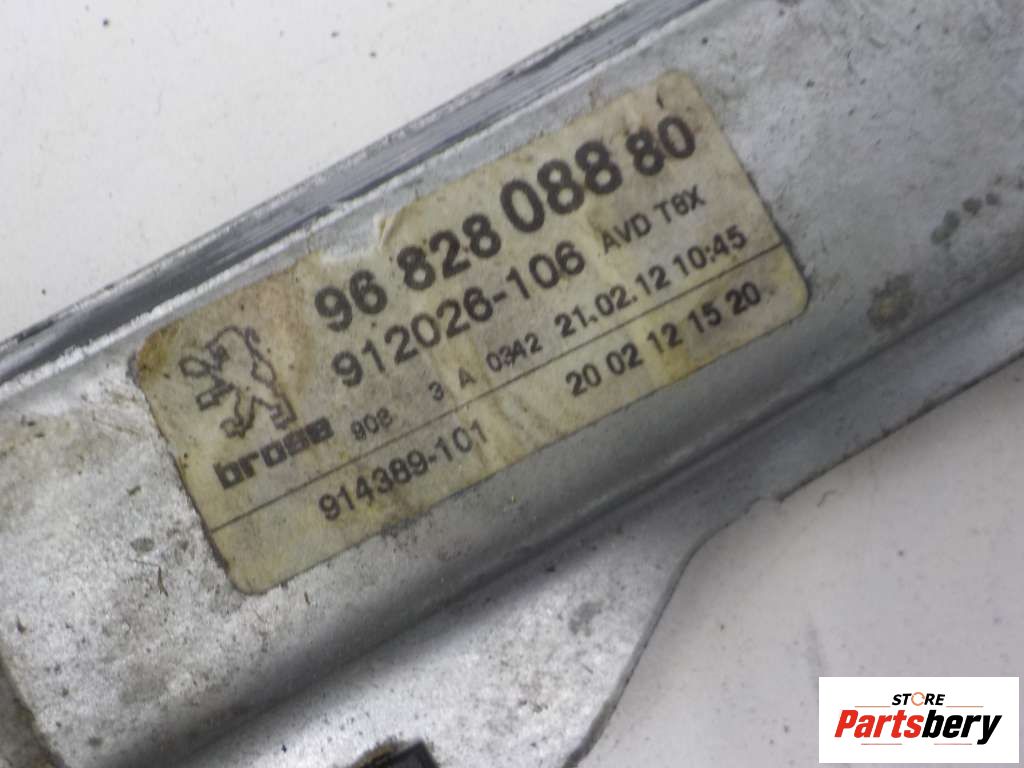 96 828 088 80
912026-106 AVD T8X
brose 908 3 A 0342 21.02.12 10:45
914389-101 20 02 12 15 20
STORE
Partsbery